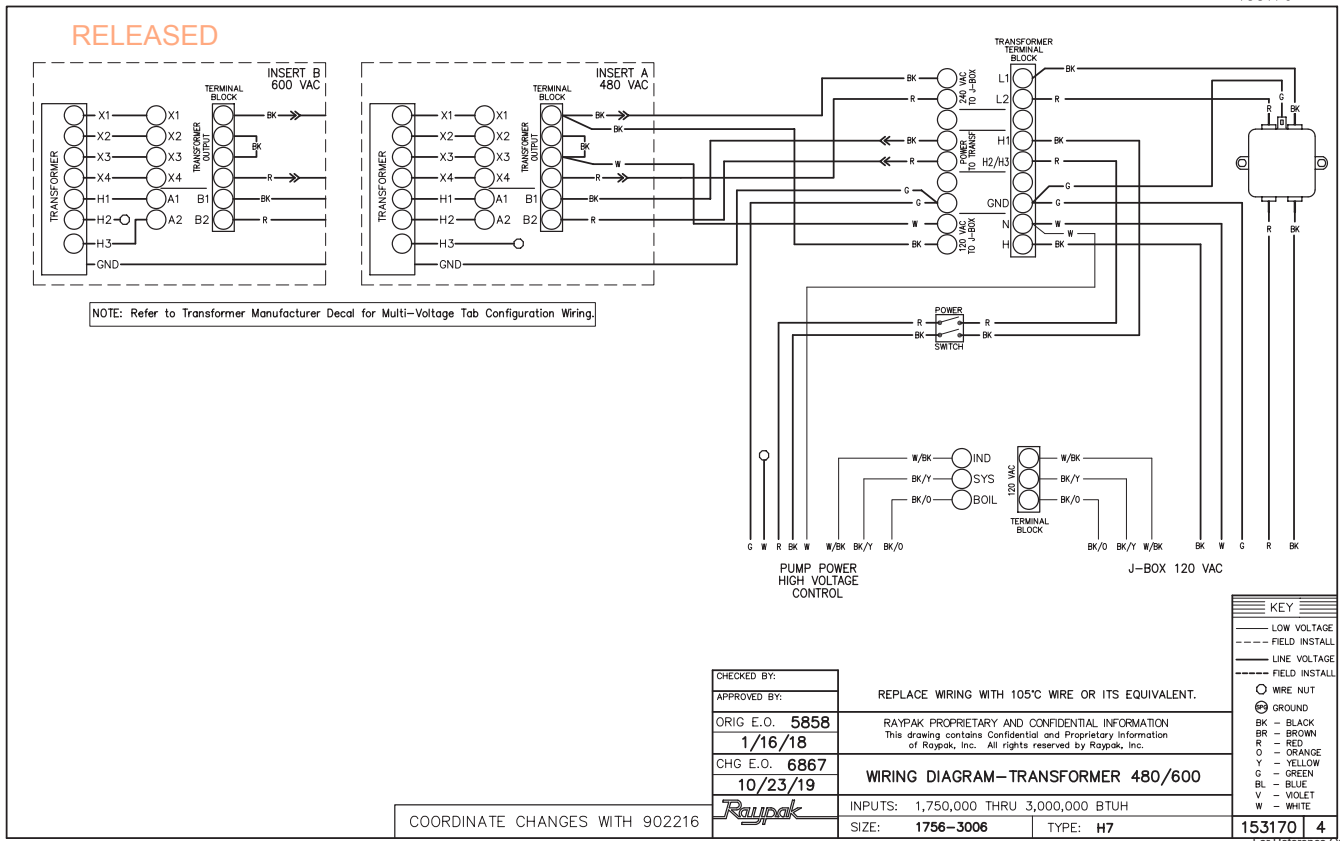 RELEASED
INSERT B
600 VAC
TERMINAL
BLOCK
TRANSFORMER
X1 X1
X2 X2
X3 X3
X4 X4
H1 A1 B1
H2 A2 B2
H3
GND
TRANSFORMER
OUTPUT
BK
BK
R
BK
R
INSERT A
480 VAC
TERMINAL
BLOCK
TRANSFORMER
X1 X1
X2 X2
X3 X3
X4 X4
H1 A1 B1
H2 A2 B2
H3
GND
TRANSFORMER
OUTPUT
BK
BK
BK
W
R
BK
R
NOTE: Refer to Transformer Manufacturer Decal for Multi-Voltage Tab Configuration Wiring.
TRANSFORMER
TERMINAL
BLOCK
BK
R
240 VAC
TO J-BOX
L1
L2
BK
R
BK
R
POWER
TO TRANSF
H1
H2/H3
BK
R
G
G
GND
G
G
W
BK
120 VAC
TO J-BOX
N
H
W
W
BK
G
R
BK
R
BK
POWER
R R
BK BK
SWITCH
W/BK IND W/BK
BK/Y SYS BK/Y
BK/O BOIL BK/O
120 VAC
TERMINAL
BLOCK
G W R BK W W/BK BK/Y BK/O
BK/O BK/Y W/BK BK W G R BK
PUMP POWER
HIGH VOLTAGE
CONTROL
J-BOX 120 VAC
KEY
LOW VOLTAGE
FIELD INSTALL
LINE VOLTAGE
FIELD INSTALL
WIRE NUT
GROUND
BK - BLACK
BR - BROWN
R - RED
O - ORANGE
Y - YELLOW
G - GREEN
BL - BLUE
V - VIOLET
W - WHITE
153170 4
CHECKED BY:
APPROVED BY:
ORIG E.O. 5858
1/16/18
CHG E.O. 6867
10/23/19
Raypak
REPLACE WIRING WITH 105°C WIRE OR ITS EQUIVALENT.
RAYPAK PROPRIETARY AND CONFIDENTIAL INFORMATION
This drawing contains Confidential and Proprietary Information
of Raypak, Inc. All rights reserved by Raypak, Inc.
WIRING DIAGRAM-TRANSFORMER 480/600
INPUTS: 1,750,000 THRU 3,000,000 BTUH
SIZE: 1756-3006 TYPE: H7
COORDINATE CHANGES WITH 902216